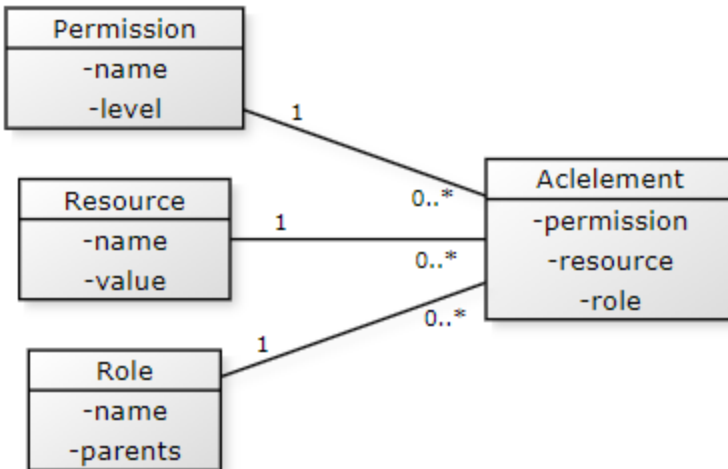 Permission
-name
-level
1
0..*
Aclelement
-permission
-resource
-role
Resource
-name
-value
1
0..*
Role
-name
-parents
1
0..*